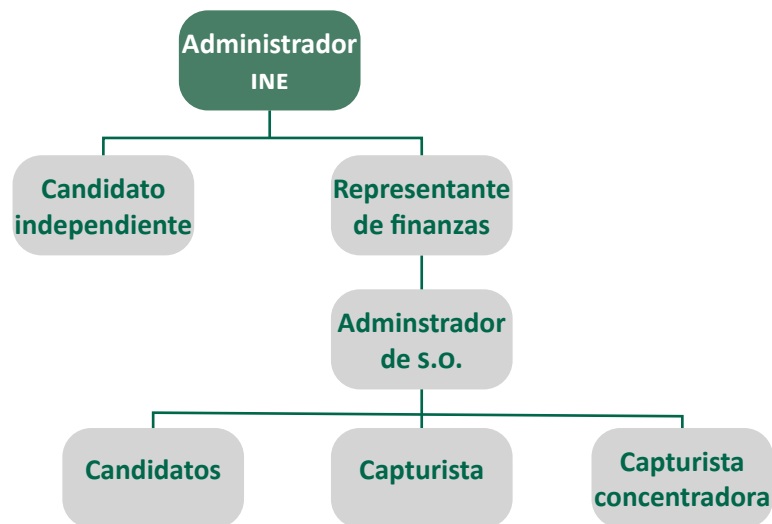 Administrador
INE
Candidato
independiente
Representante
de finanzas
Adminstrador
de s.o.
Candidatos
Capturista
Capturista
concentradora